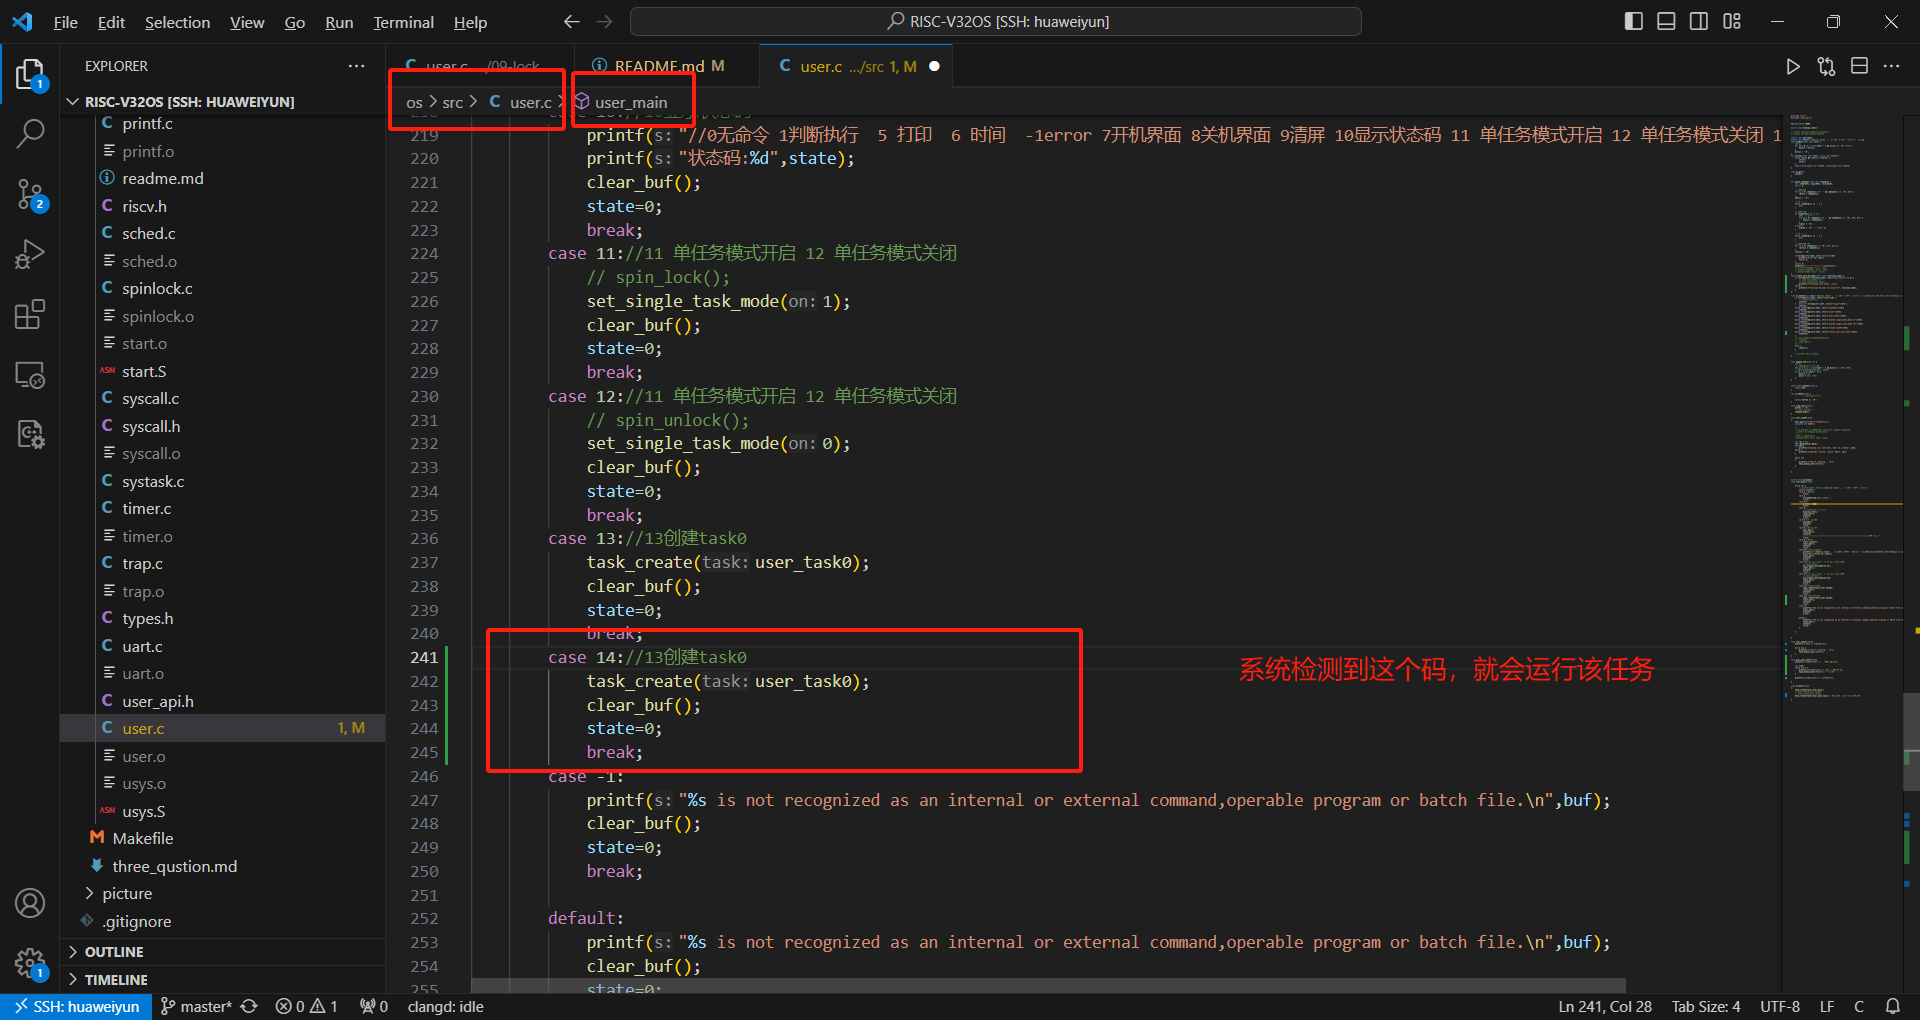 File Edit Selection View Go Run Terminal Help
RISC-V32OS [SSH: huaweiyun]
EXPLORER
RISC-V32OS [SSH: HUAWEIYUN]
printf.c
printf.o
readme.md
riscv.h
sched.c
sched.o
spinlock.c
spinlock.o
start.o
start.S
syscall.c
syscall.h
syscall.o
systask.c
timer.c
timer.o
trap.c
trap.o
types.h
uart.c
uart.o
user_api.h
user.c 1, M
user.o
usys.o
usys.S
Makefile
three_qustion.md
picture
.gitignore
OUTLINE
TIMELINE
user.c .../09-lock
README.md M
user.c .../src 1, M
os > src > C user.c > user_main
219 printf(s: "//0无命令 1判断执行 5 打印 6 时间 -1error 7开机界面 8关机界面 9清屏 10显示状态码 11 单任务模式开启 12 单任务模式关闭 1
220 printf(s: "状态码:%d",state);
221 clear_buf();
222 state=0;
223 break;
224 case 11://11 单任务模式开启 12 单任务模式关闭
225 // spin_lock();
226 set_single_task_mode(on: 1);
227 clear_buf();
228 state=0;
229 break;
230 case 12://11 单任务模式开启 12 单任务模式关闭
231 // spin_unlock();
232 set_single_task_mode(on: 0);
233 clear_buf();
234 state=0;
235 break;
236 case 13://13创建task0
237 task_create(task: user_task0);
238 clear_buf();
239 state=0;
240 break;
241 case 14://13创建task0
242 task_create(task: user_task0);
243 clear_buf();
244 state=0;
245 break;
246 case -1:
247 printf(s: "%s is not recognized as an internal or external command,operable program or batch file.\n",buf);
248 clear_buf();
249 state=0;
250 break;
251
252 default:
253 printf(s: "%s is not recognized as an internal or external command,operable program or batch file.\n",buf);
254 clear_buf();
255 state=0;
系统检测到这个码，就会运行该任务
SSH: huaweiyun master* 0 1 0 clangd: idle
Ln 241, Col 28 Tab Size: 4 UTF-8 LF C